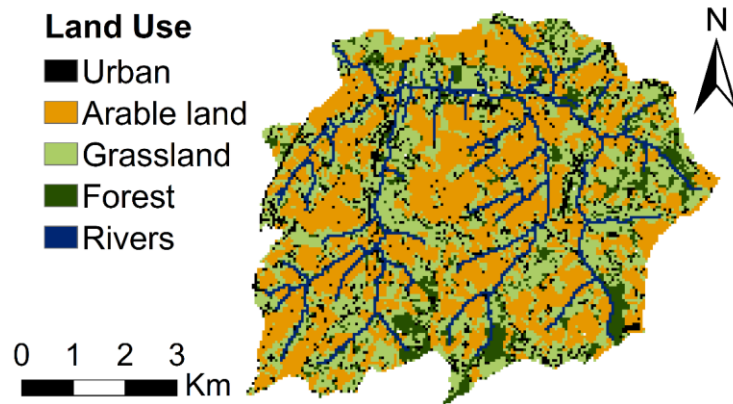 Land Use
Urban
Arable land
Grassland
Forest
Rivers
N
0 1 2 3
Km